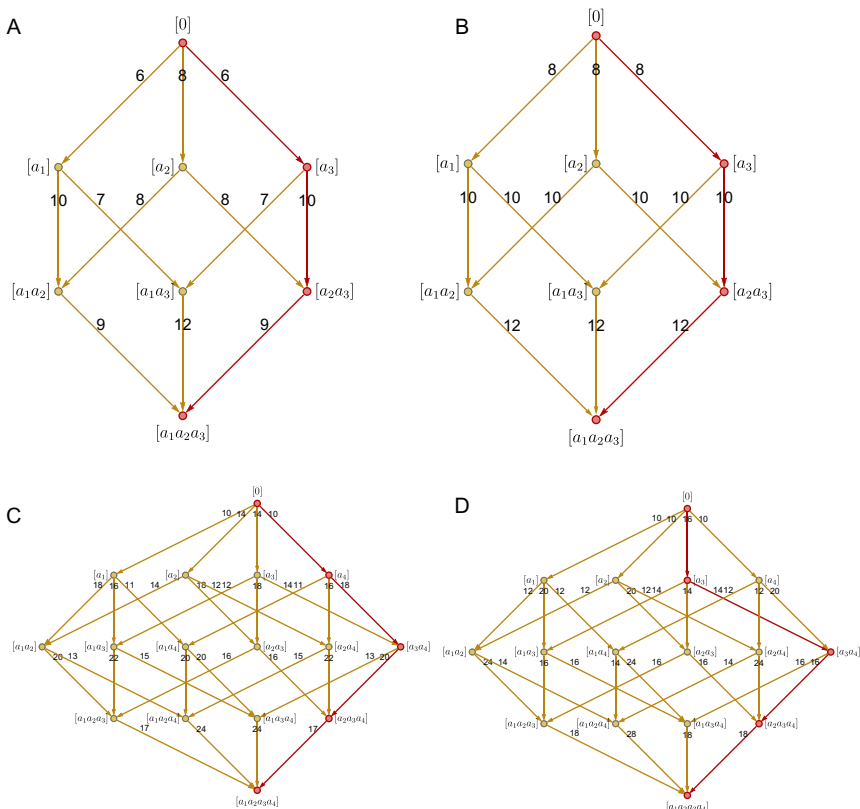 A
[0]
B
[0]
6 8 6
8 8 8
[a₁] [a₂] [a₃]
[a₁] [a₂] [a₃]
10 7 8 8 7 10
10 10 10 10 10 10
[a₁a₂] [a₁a₃] [a₂a₃]
[a₁a₂] [a₁a₃] [a₂a₃]
9 12 9
12 12 12
[a₁a₂a₃]
[a₁a₂a₃]
C
[0]
D
[0]
10 14 14 10
10 10 16 10
[a₁] [a₂] [a₃] [a₄]
[a₁] [a₂] [a₃] [a₄]
18 16 11 14 18 12 12 18 14 11 16 18
12 20 12 12 20 12 14 14 14 12 12 20
[a₁a₂] [a₁a₃] [a₁a₄] [a₂a₃] [a₂a₄] [a₃a₄]
[a₁a₂] [a₁a₃] [a₁a₄] [a₂a₃] [a₂a₄] [a₃a₄]
20 13 22 15 20 20 16 16 15 22 13 20
24 14 16 16 14 24 16 16 14 24 16 16
[a₁a₂a₃] [a₁a₂a₄] [a₁a₃a₄] [a₂a₃a₄]
[a₁a₂a₃] [a₁a₂a₄] [a₁a₃a₄] [a₂a₃a₄]
17 24 24 17
18 28 18 18
[a₁a₂a₃a₄]